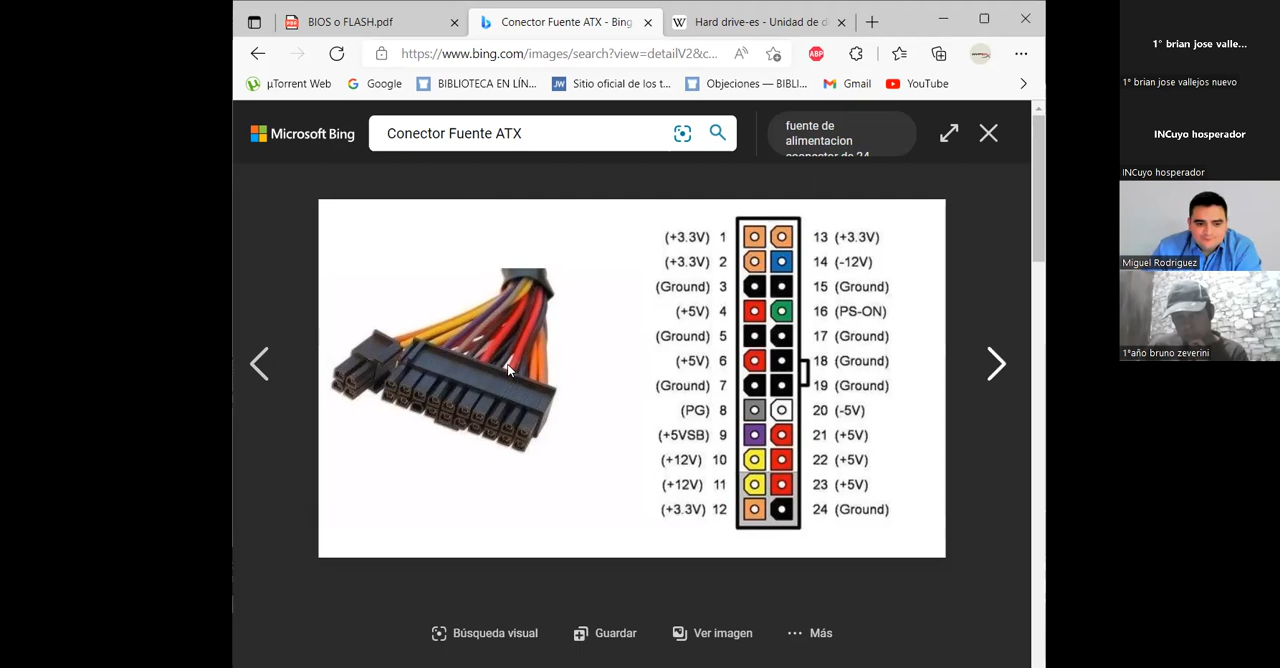 BIOS o FLASH.pdf
Conector Fuente ATX - Bing
Hard drive-es - Unidad de d
https://www.bing.com/images/search?view=detailV2&c...
ABP
µTorrent Web
Google
BIBLIOTECA EN LÍN...
JW
Sitio oficial de los t...
Objeciones — BIBLI...
Gmail
YouTube
Microsoft Bing
Conector Fuente ATX
fuente de
alimentacion
conector de 24
(+3.3V) 1 13 (+3.3V)
(+3.3V) 2 14 (-12V)
(Ground) 3 15 (Ground)
(+5V) 4 16 (PS-ON)
(Ground) 5 17 (Ground)
(+5V) 6 18 (Ground)
(Ground) 7 19 (Ground)
(PG) 8 20 (-5V)
(+5VSB) 9 21 (+5V)
(+12V) 10 22 (+5V)
(+12V) 11 23 (+5V)
(+3.3V) 12 24 (Ground)
Búsqueda visual
Guardar
Ver imagen
Más
1° brian jose valle...
1° brian jose vallejos nuevo
INCuyo hosperador
INCuyo hosperador
Miguel Rodriguez
1°año bruno zeverini